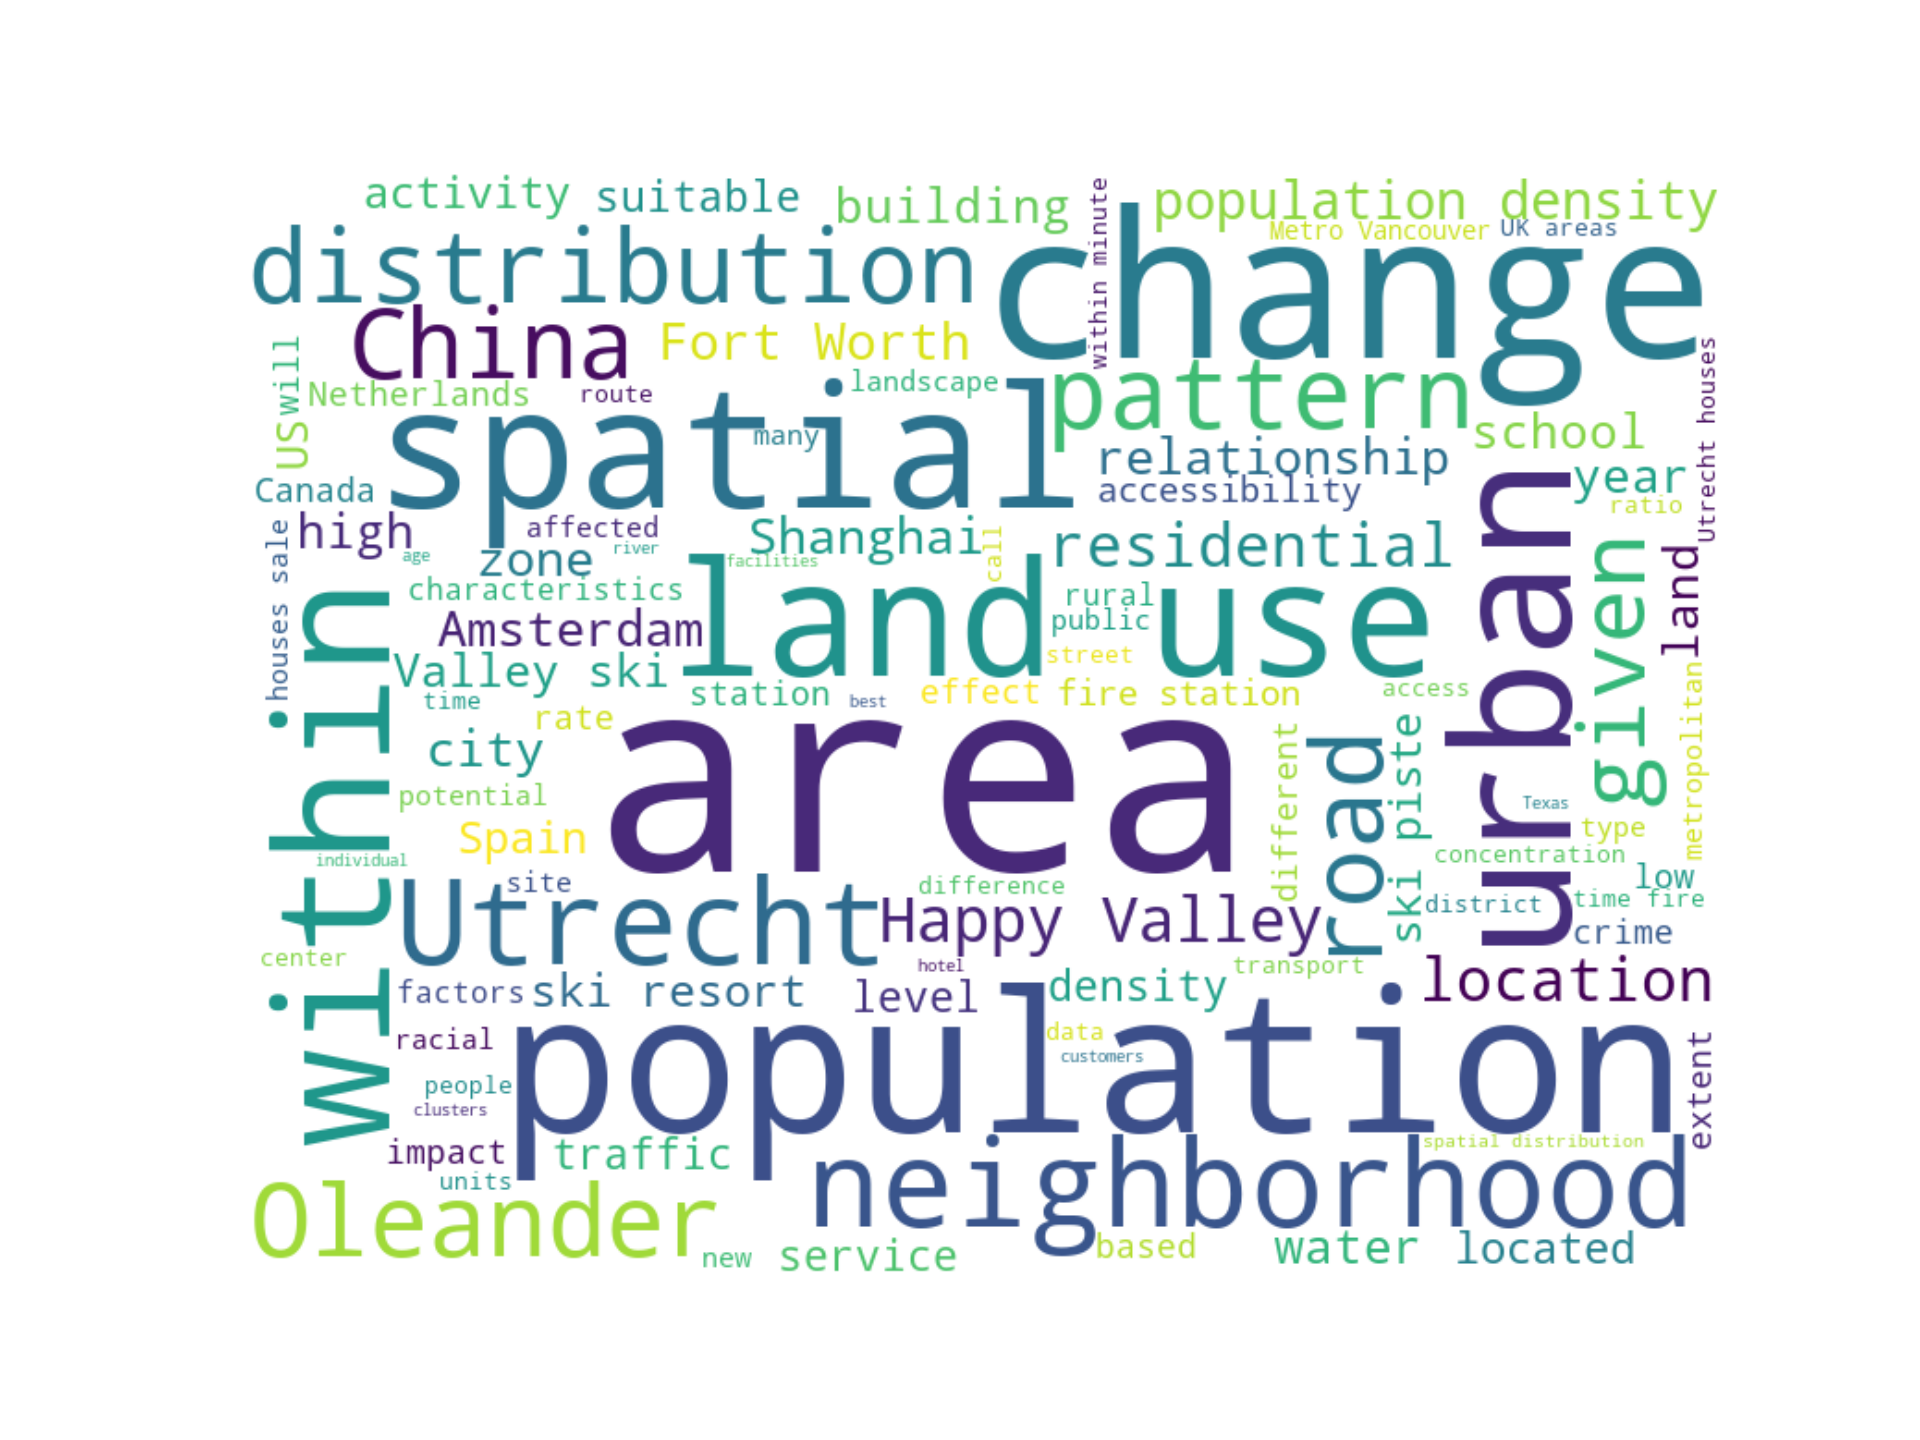 activity suitable building population density
Metro Vancouver UK areas
within minute
distribution change
China Fort Worth
will
Netherlands route landscape pattern
US spatial many school
Utrecht houses
relationship
Canada accessibility year
ratio
high affected Shanghai call residential urban
houses sale
age zone river facilities
given land
characteristics land use rural
public
Amsterdam
street
Valley ski
within
time station best effect fire station access
rate
city area different road ski piste metropolitan
potential Texas
Spain type
individual concentration
site difference low
Utrecht Happy Valley district time fire
crime
center hotel transport
factors ski resort level density location
racial population data
customers
extent
people
clusters
impact traffic spatial distribution
units neighborhood
Oleander
new service based water located